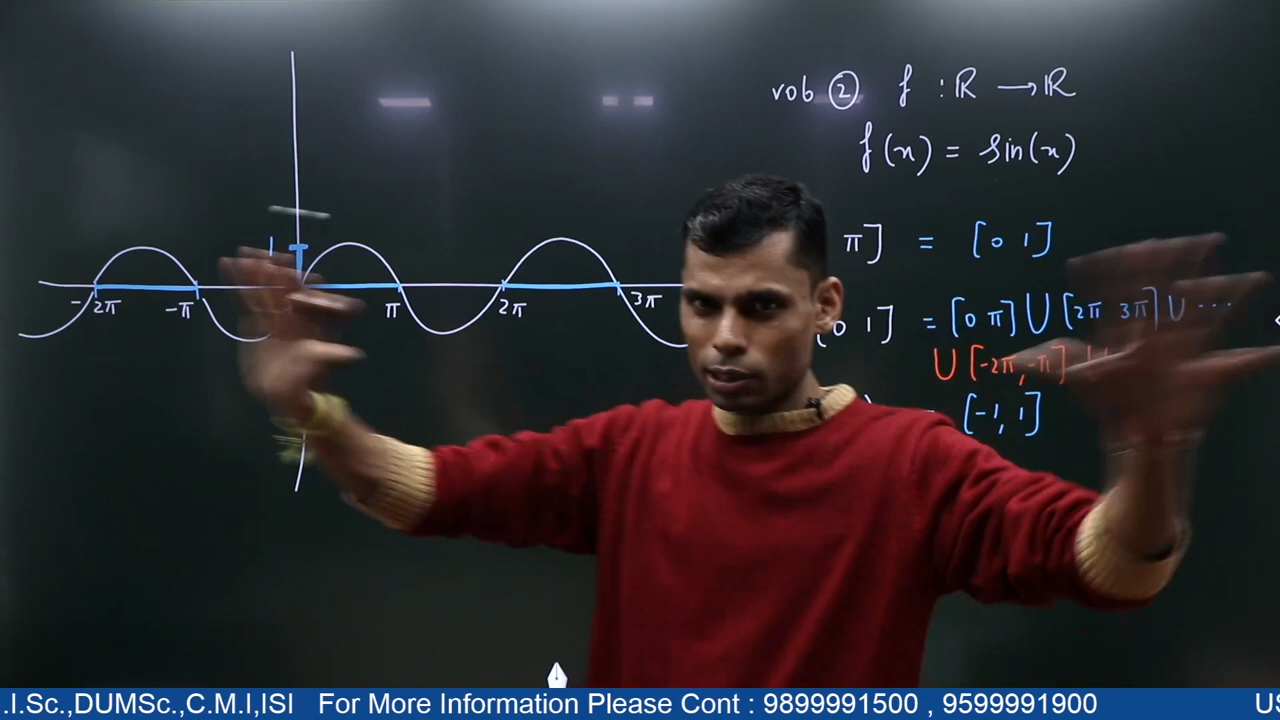 rob ② f : ℝ → ℝ
f(x) = Sin(x)
1
π] = [0 1]
-2π -π π 2π 3π
0 1] = [0 π] ∪ [2π 3π] ∪ ...
∪ [-2π, -π] ∪
= [-1, 1]
.I.Sc.,DUMSc.,C.M.I,ISI For More Information Please Cont : 9899991500 , 9599991900 US